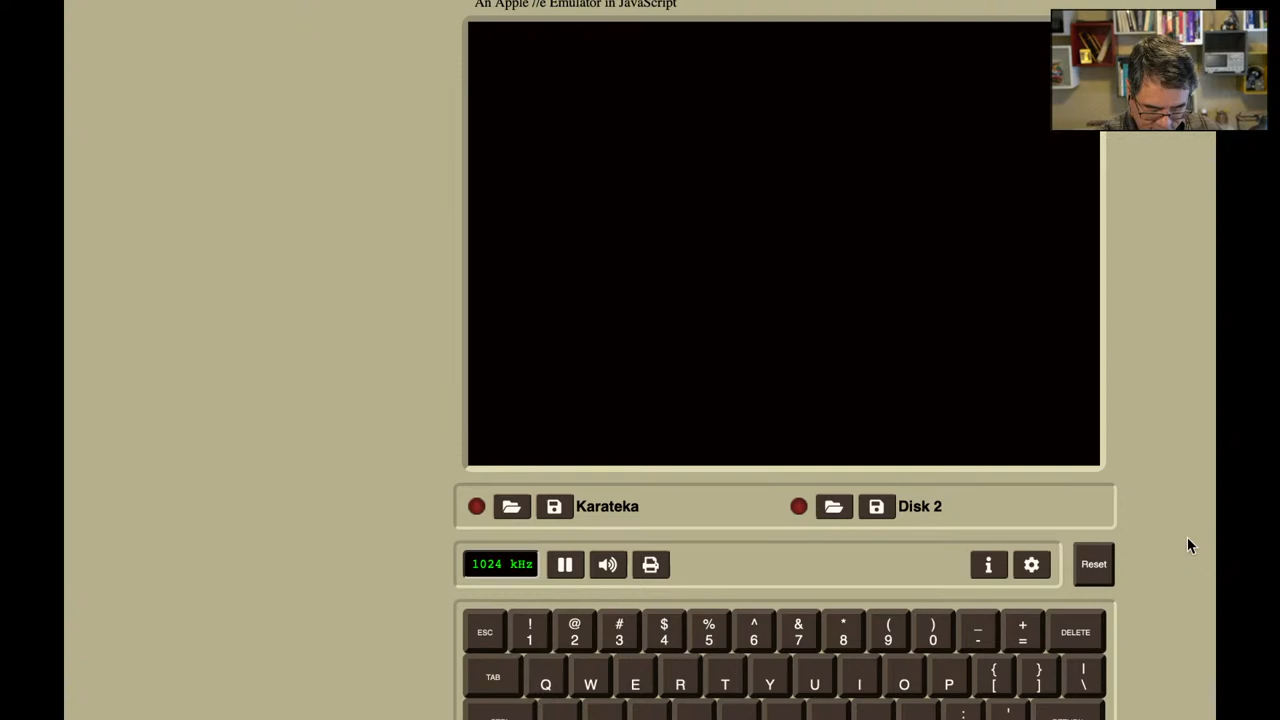 An Apple //e Emulator in JavaScript
Karateka
Disk 2
1024 kHz
i
Reset
ESC
! 1
@ 2
# 3
$ 4
% 5
^ 6
& 7
* 8
( 9
) 0
_ -
+ =
DELETE
TAB
Q
W
E
R
T
Y
U
I
O
P
{ [
} ]
| \
:
'